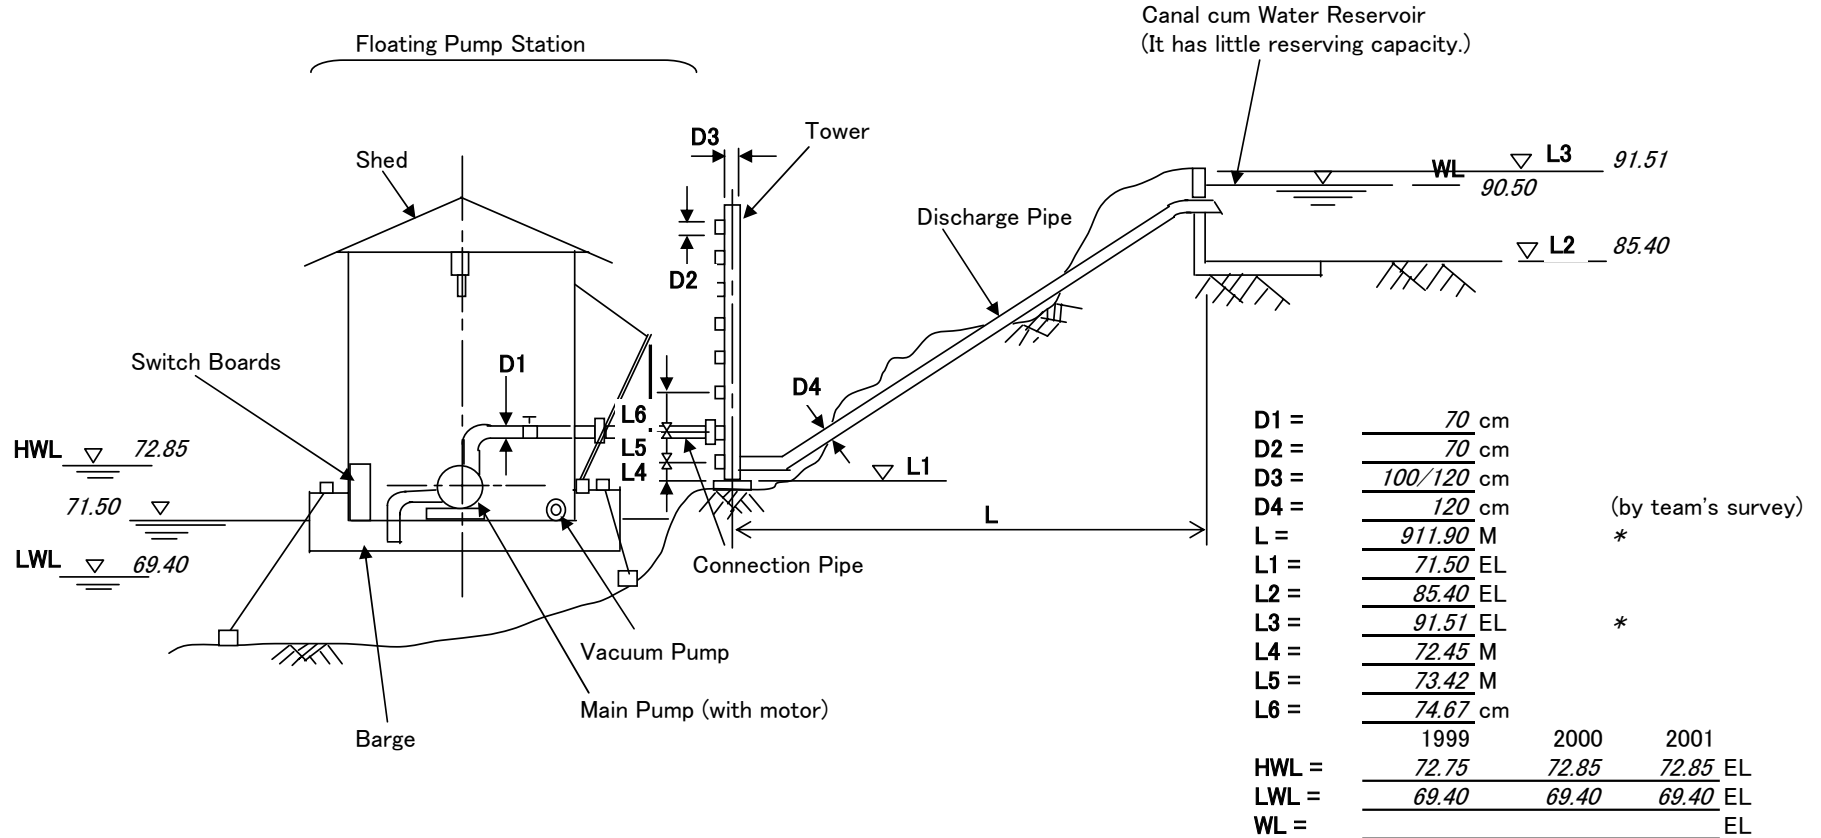 Canal cum Water Reservoir
(It has little reserving capacity.)
Floating Pump Station
D3
Tower
Shed
WL
L3
91.51
90.50
Discharge Pipe
L2
85.40
D2
Switch Boards
D1
D4
L6
L5
L4
HWL
72.85
L1
71.50
L
LWL
69.40
Connection Pipe
Vacuum Pump
Main Pump (with motor)
Barge
D1 = 70 cm
D2 = 70 cm
D3 = 100/120 cm
D4 = 120 cm (by team's survey)
L = 911.90 M *
L1 = 71.50 EL
L2 = 85.40 EL
L3 = 91.51 EL *
L4 = 72.45 M
L5 = 73.42 M
L6 = 74.67 cm
1999 2000 2001
HWL = 72.75 72.85 72.85 EL
LWL = 69.40 69.40 69.40 EL
WL = EL